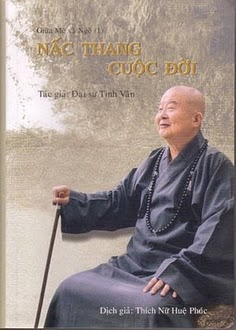 Giữa Mê và Ngộ (1)
NẤC THANG
CUỘC ĐỜI
Tác giả: Đại sư Tinh Vân
Dịch giả: Thích Nữ Huệ Phúc